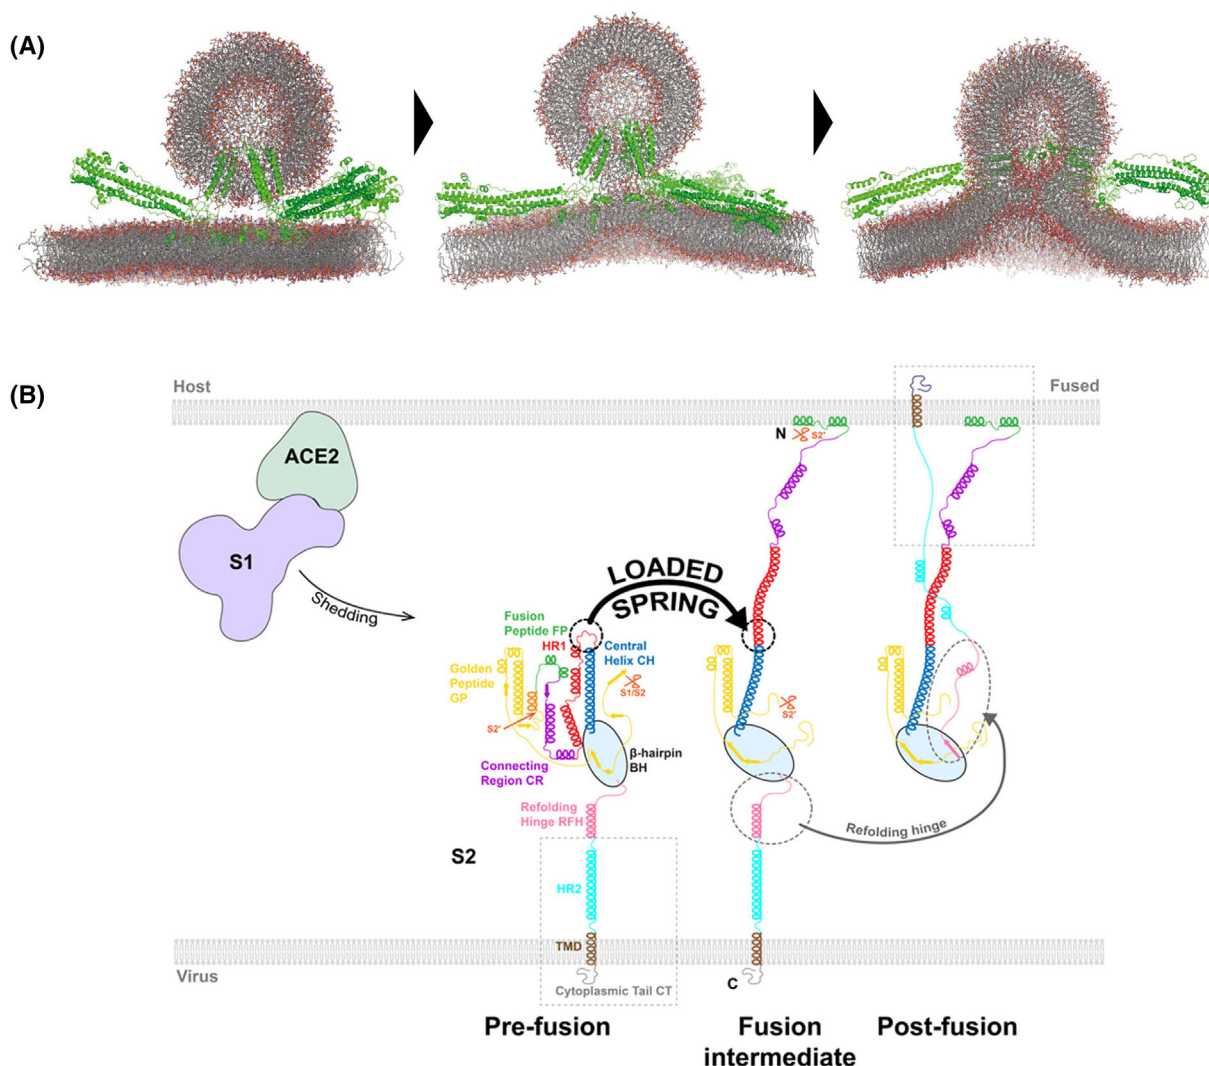 (A)
(B)
Host
Fused
ACE2
S1
Shedding
N
S2'
LOADED
SPRING
Fusion
Peptide FP
HR1
Central
Helix CH
Golden
Peptide
GP
S1/S2
S2'
S2'
β-hairpin
BH
Connecting
Region CR
Refolding
Hinge RFH
Refolding hinge
S2
HR2
TMD
Virus
Cytoplasmic Tail CT
C
Pre-fusion
Fusion
intermediate
Post-fusion